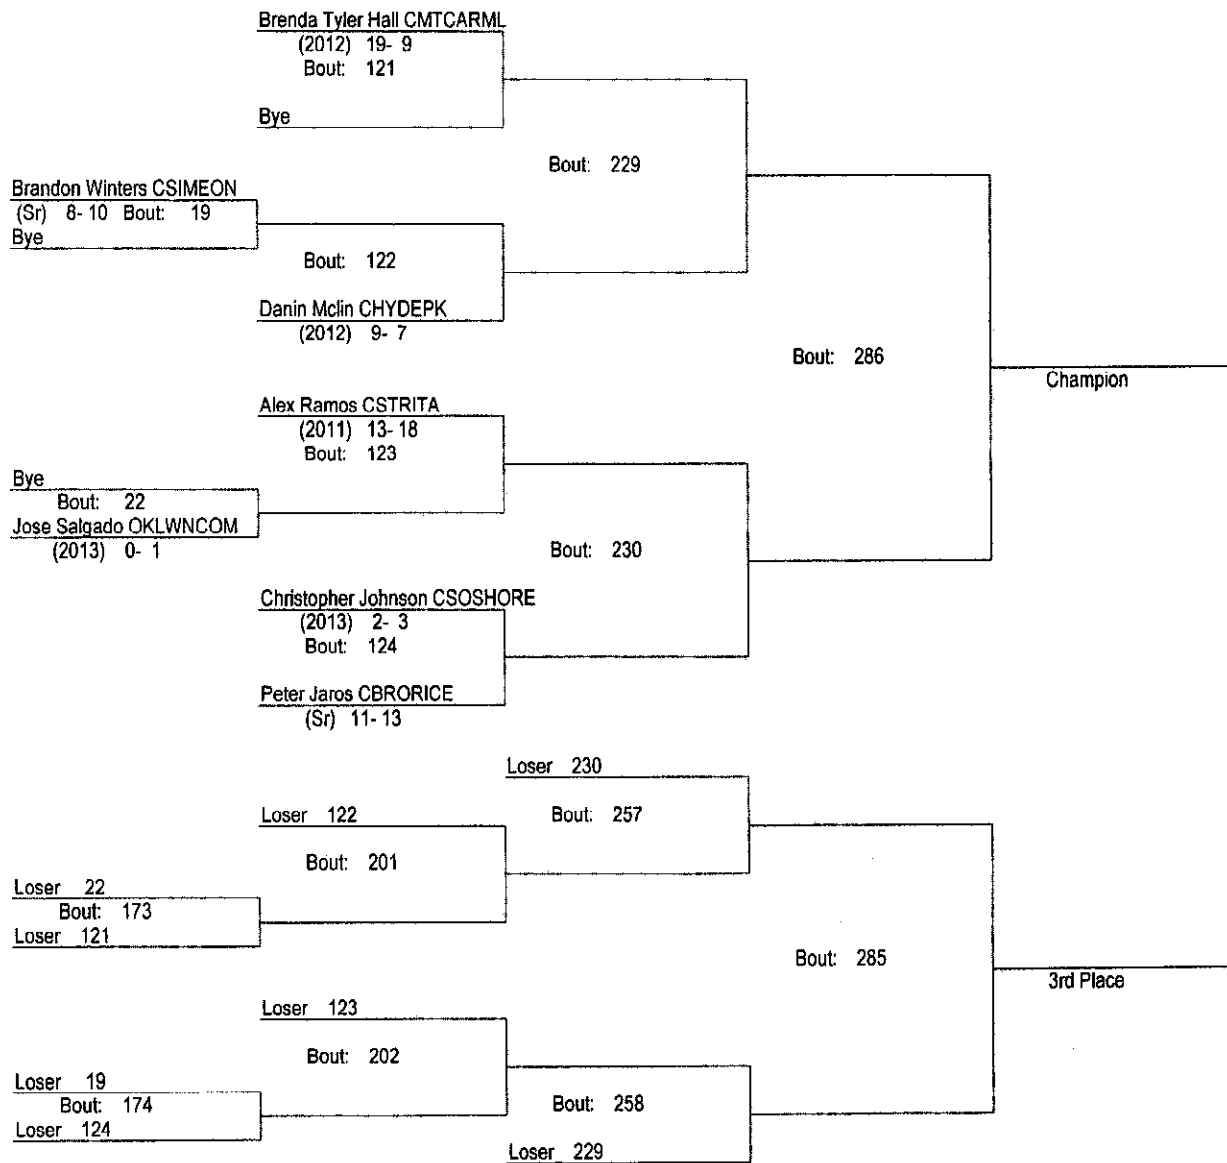 Brenda Tyler Hall CMTCARML
(2012) 19- 9
Bout: 121
Bye
Bout: 229
Brandon Winters CSIMEON
(Sr) 8- 10 Bout: 19
Bye
Bout: 122
Danin Mclin CHYDEPK
(2012) 9- 7
Bout: 286
Champion
Alex Ramos CSTRITA
(2011) 13- 18
Bout: 123
Bye
Bout: 22
Jose Salgado OKLWNCOM
(2013) 0- 1
Bout: 230
Christopher Johnson CSOSHORE
(2013) 2- 3
Bout: 124
Peter Jaros CBRORICE
(Sr) 11- 13
Loser 230
Bout: 257
Loser 122
Bout: 201
Loser 22
Bout: 173
Loser 121
Bout: 285
3rd Place
Loser 123
Bout: 202
Loser 19
Bout: 174
Loser 124
Bout: 258
Loser 229